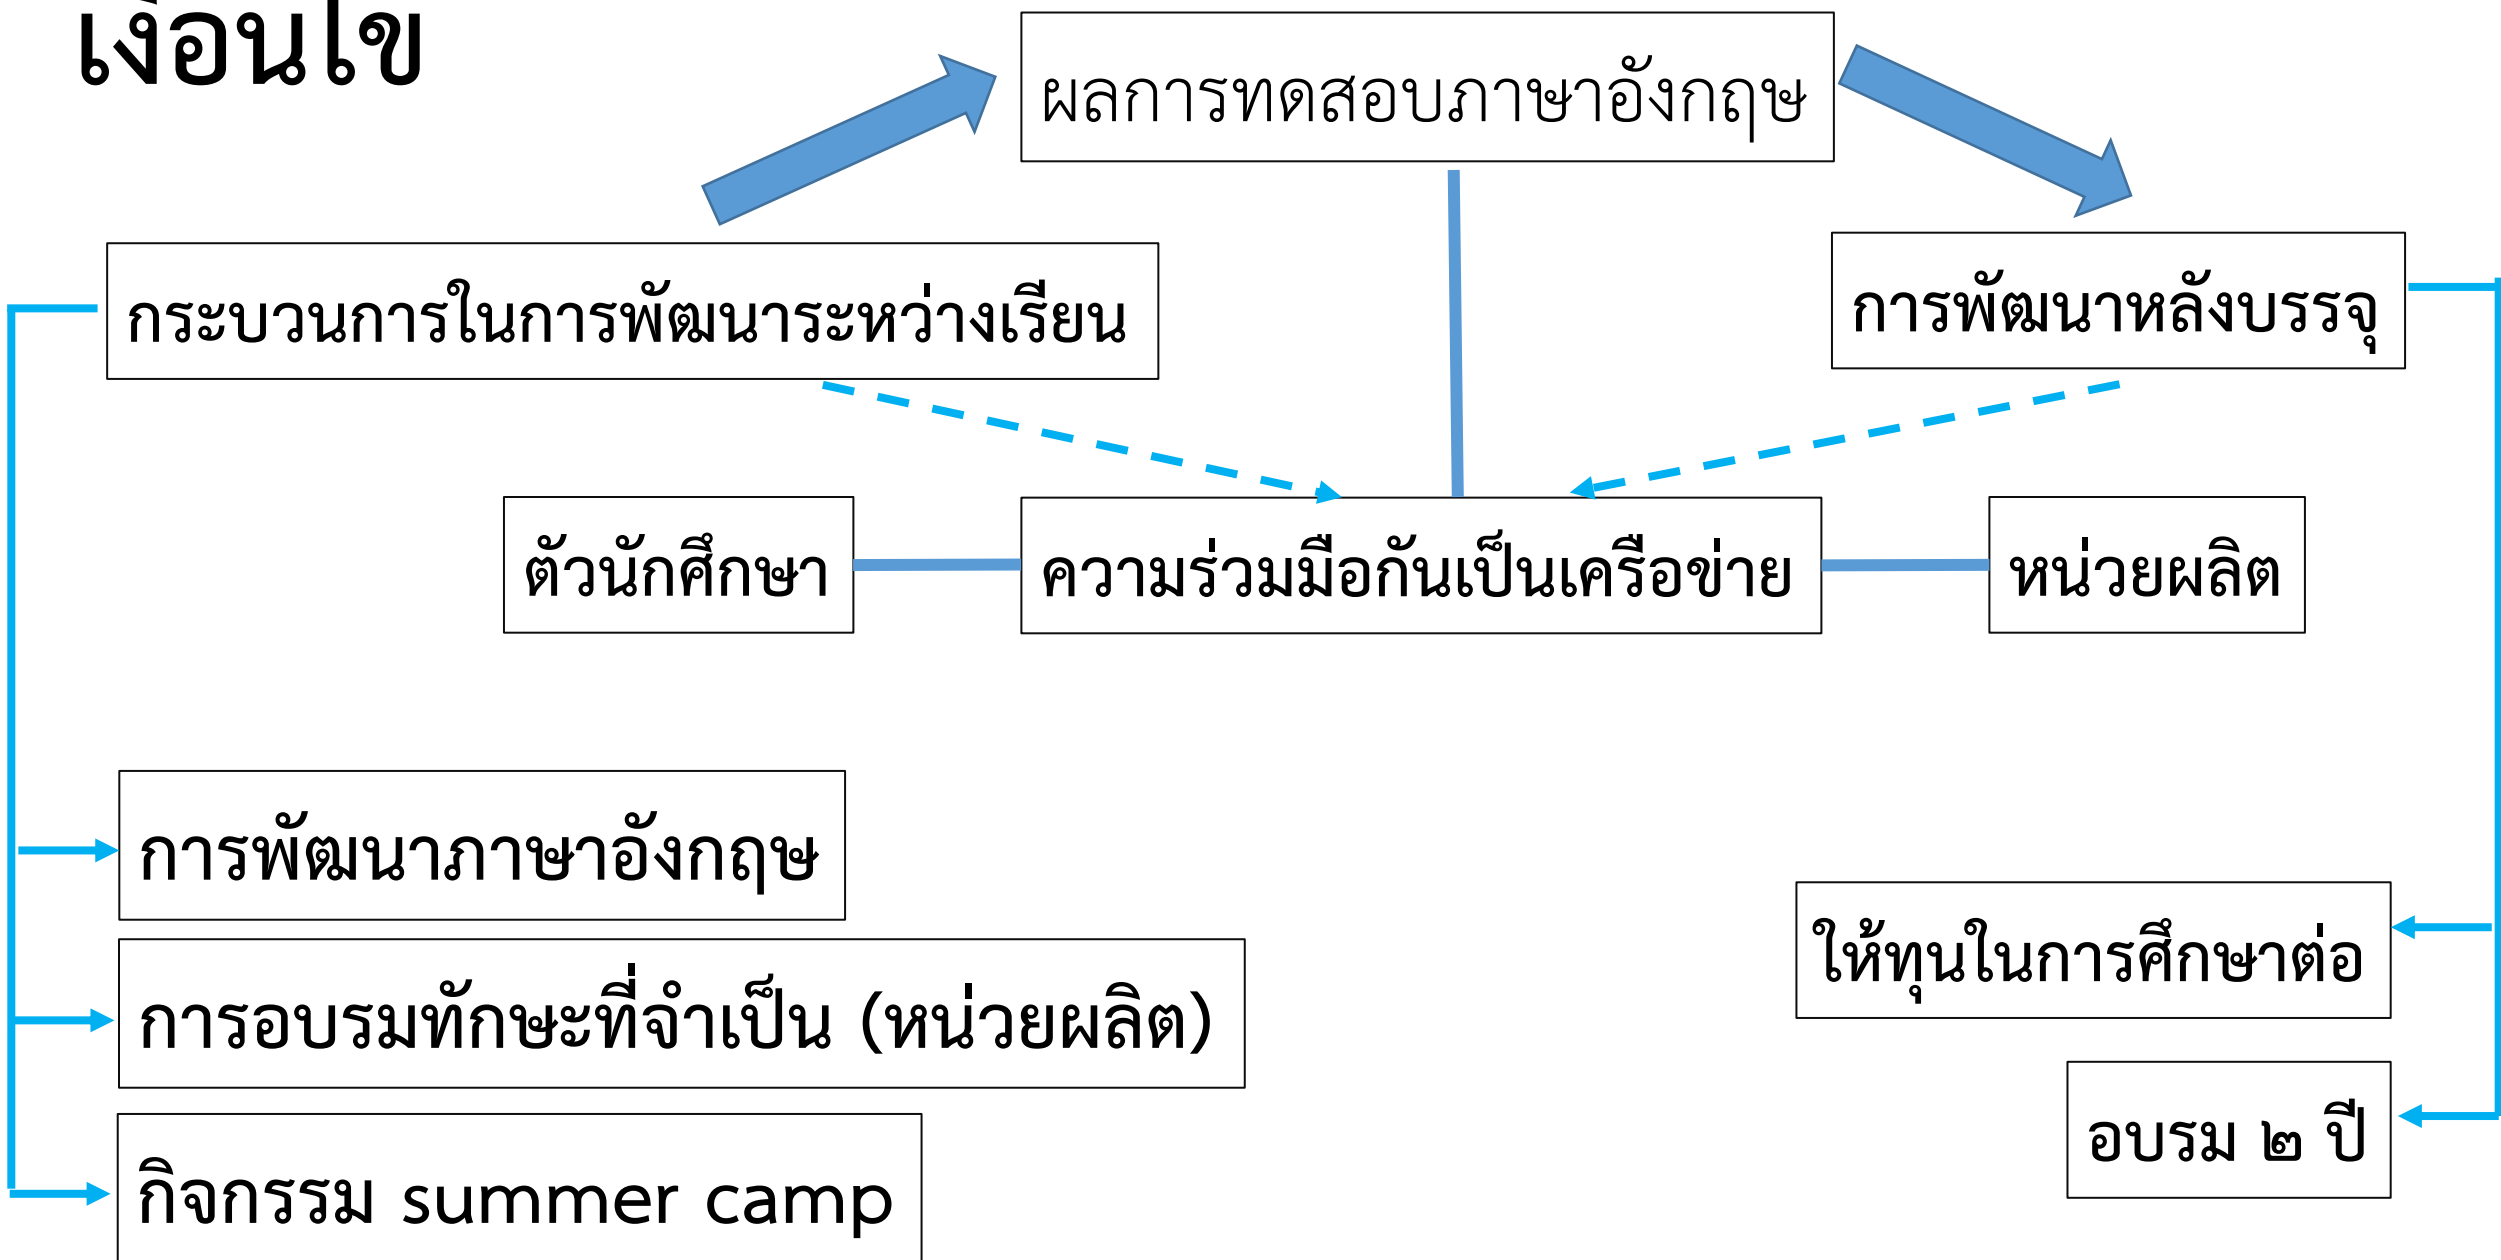 เงื่อนไข
ผลการทดสอบภาษาอังกฤษ
กระบวนการในการพัฒนาระหว่างเรียน
การพัฒนาหลังบรรจุ
ตัวนักศึกษา
ความร่วมมือกันเป็นเครือข่าย
หน่วยผลิต
การพัฒนาภาษาอังกฤษ
การอบรมทักษะที่จำเป็น (หน่วยผลิต)
กิจกรรม summer camp
ให้ทุนในการศึกษาต่อ
อบรม ๒ ปี